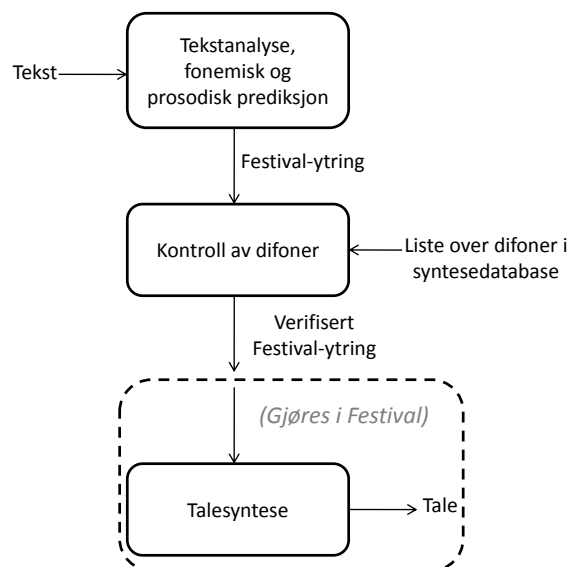 Tekstanalyse,
fonemisk og
prosodisk prediksjon
Tekst
Festival-ytring
Kontroll av difoner
Liste over difoner i
syntesedatabase
Verifisert
Festival-ytring
(Gjøres i Festival)
Talesyntese
Tale